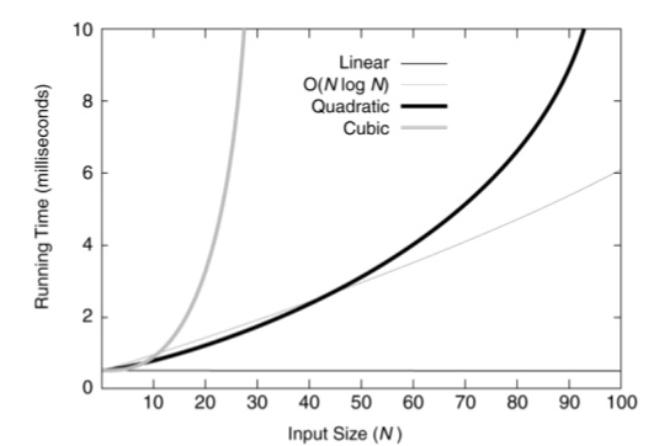 10
8
6
4
2
0
Running Time (milliseconds)
Linear
O(N log N)
Quadratic
Cubic
10 20 30 40 50 60 70 80 90 100
Input Size (N)